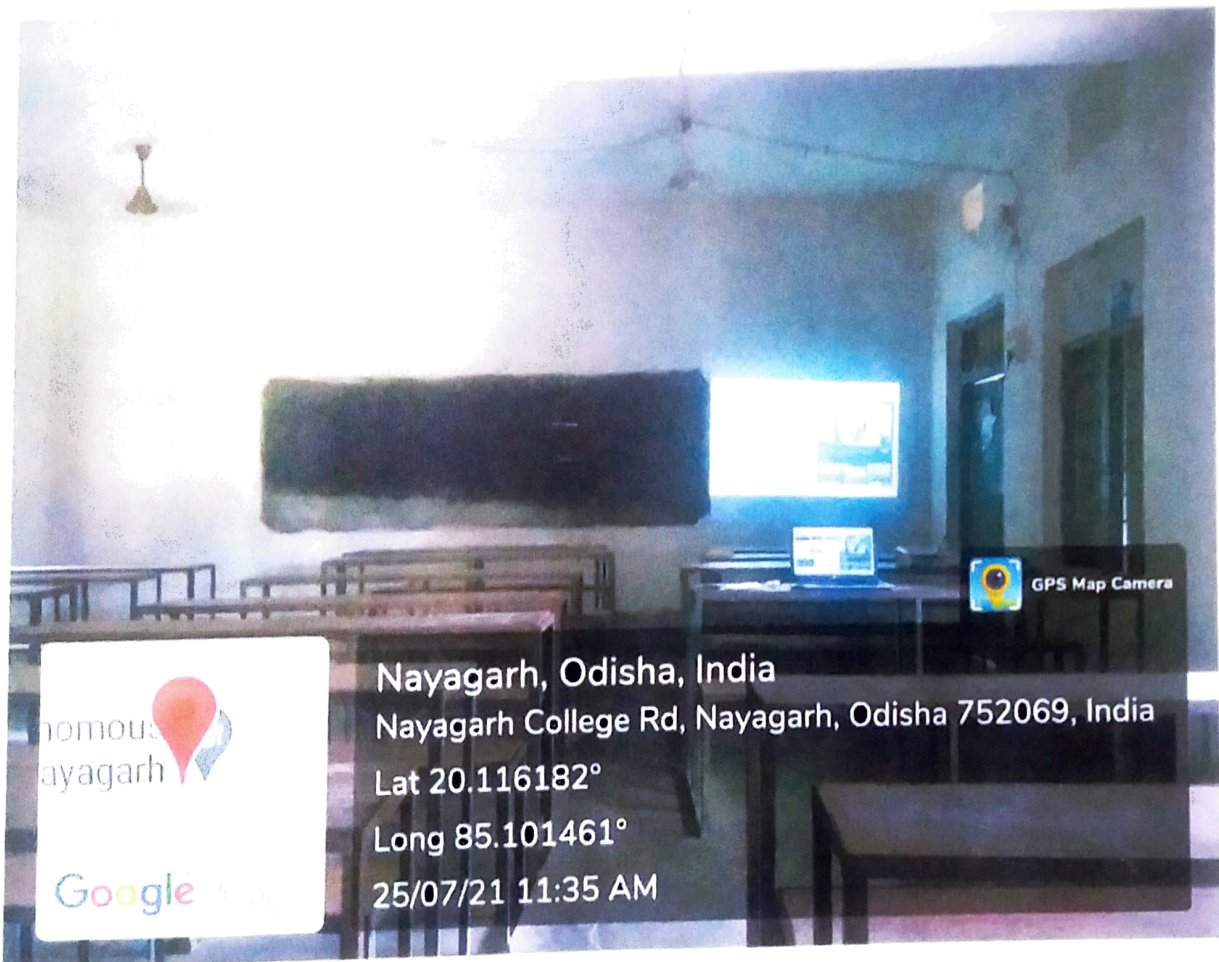 GPS Map Camera
Nayagarh, Odisha, India
Nayagarh College Rd, Nayagarh, Odisha 752069, India
Lat 20.116182°
Long 85.101461°
25/07/21 11:35 AM
nomous
ayagarh
Google